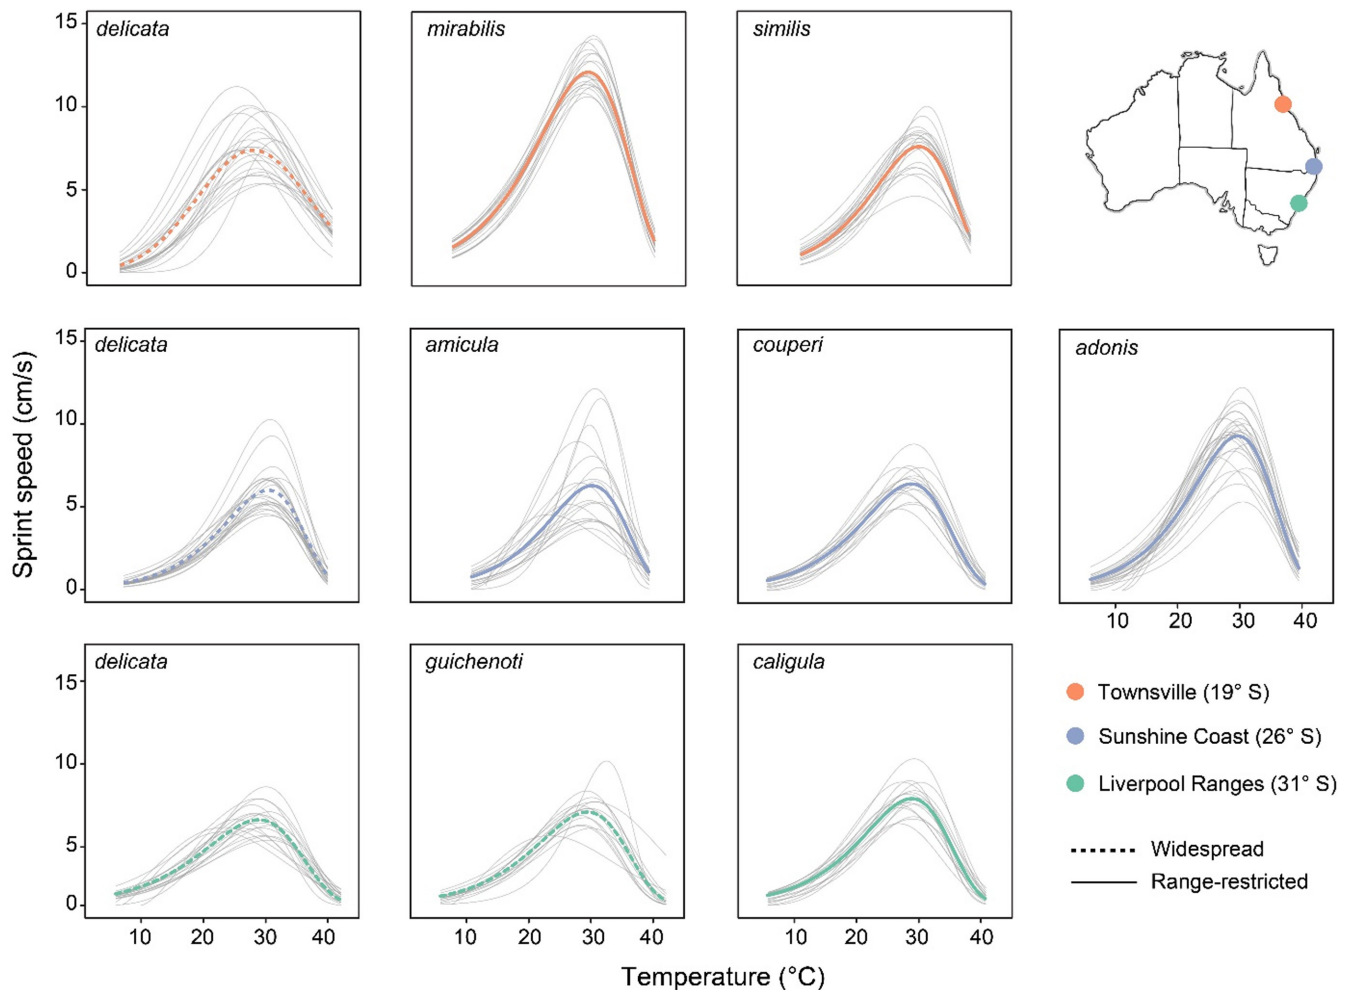 delicata
mirabilis
similis
15
10
5
0
delicata
amicula
couperi
adonis
15
10
5
0
10 20 30 40
Sprint speed (cm/s)
delicata
guichenoti
caligula
15
10
5
0
10 20 30 40
10 20 30 40
10 20 30 40
Temperature (°C)
Townsville (19° S)
Sunshine Coast (26° S)
Liverpool Ranges (31° S)
Widespread
Range-restricted